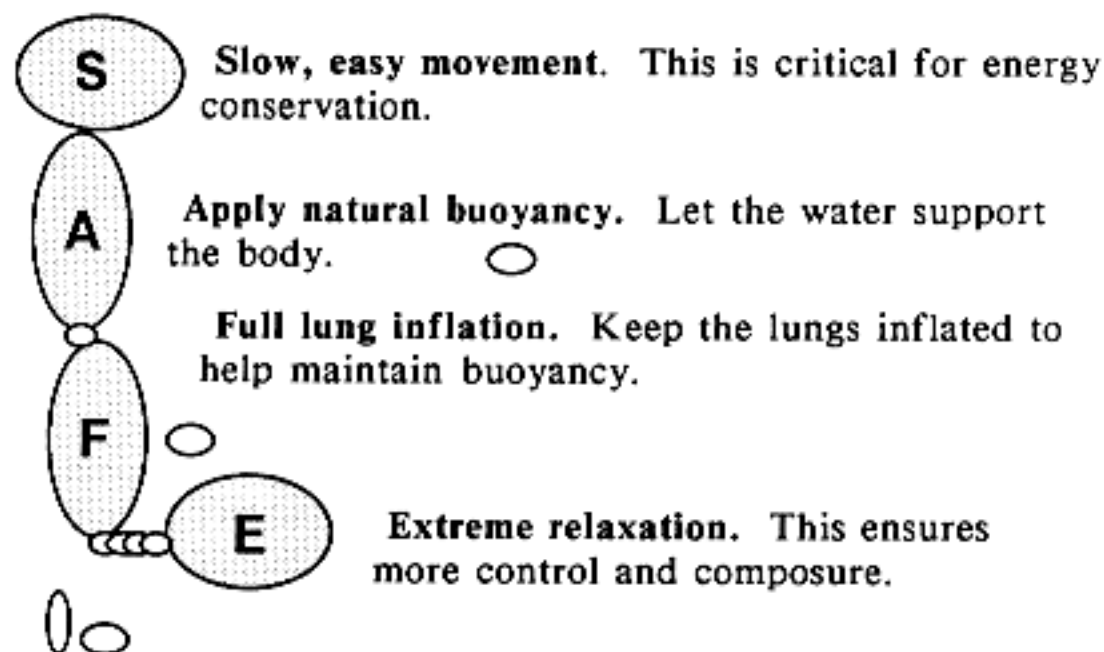 S
Slow, easy movement. This is critical for energy
conservation.
A
Apply natural buoyancy. Let the water support
the body.
Full lung inflation. Keep the lungs inflated to
help maintain buoyancy.
F
E
Extreme relaxation. This ensures
more control and composure.